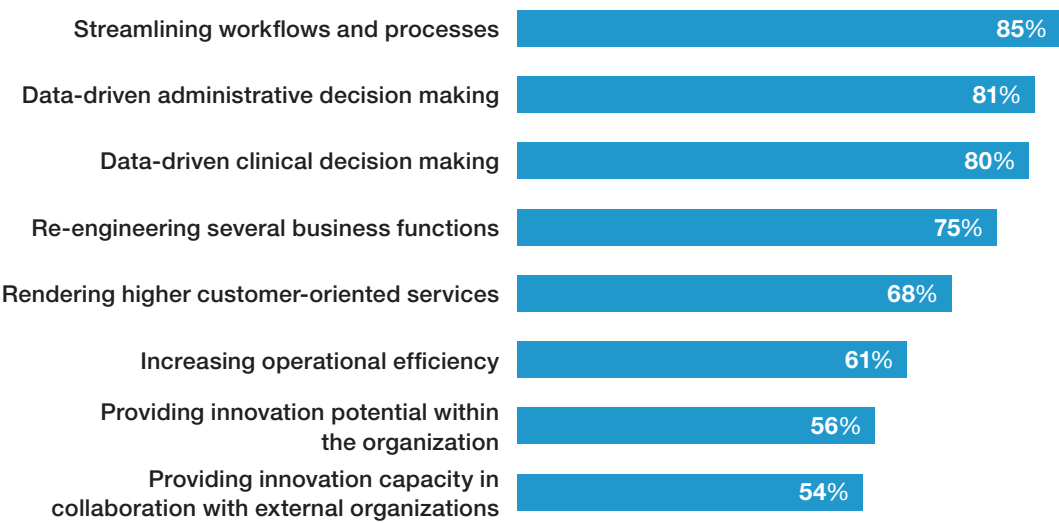 Streamlining workflows and processes 85%
Data-driven administrative decision making 81%
Data-driven clinical decision making 80%
Re-engineering several business functions 75%
Rendering higher customer-oriented services 68%
Increasing operational efficiency 61%
Providing innovation potential within
the organization 56%
Providing innovation capacity in
collaboration with external organizations 54%